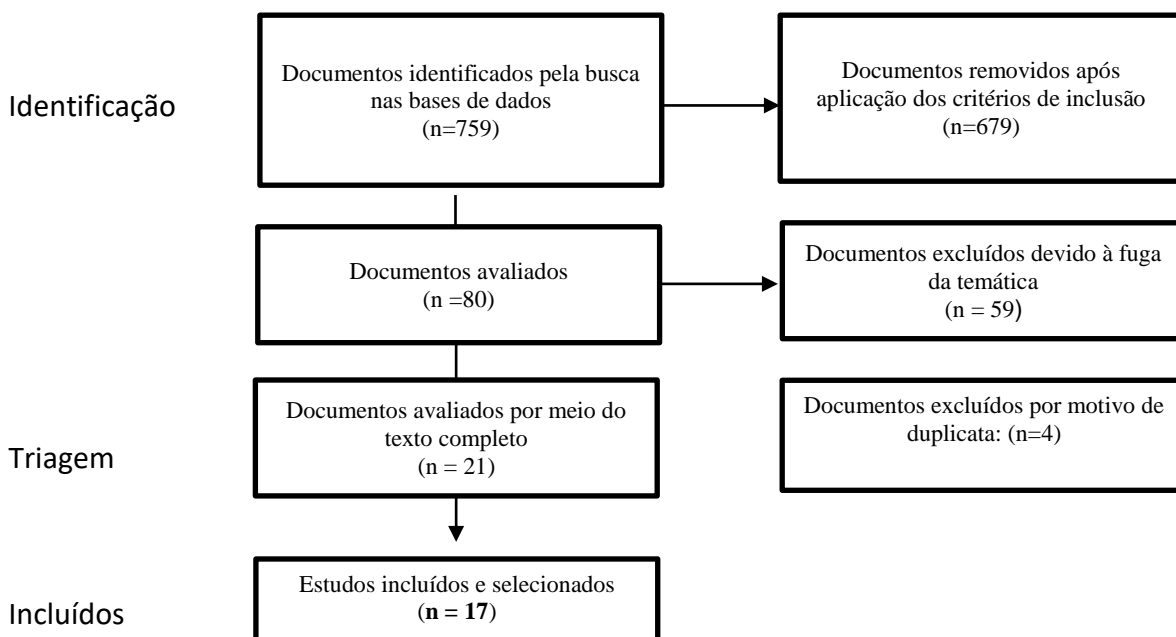 Identificação
Documentos identificados pela busca
nas bases de dados
(n=759)
Documentos removidos após
aplicação dos critérios de inclusão
(n=679)
Documentos avaliados
(n =80)
Documentos excluídos devido à fuga
da temática
(n = 59)
Triagem
Documentos avaliados por meio do
texto completo
(n = 21)
Documentos excluídos por motivo de
duplicata: (n=4)
Incluídos
Estudos incluídos e selecionados
(n = 17)